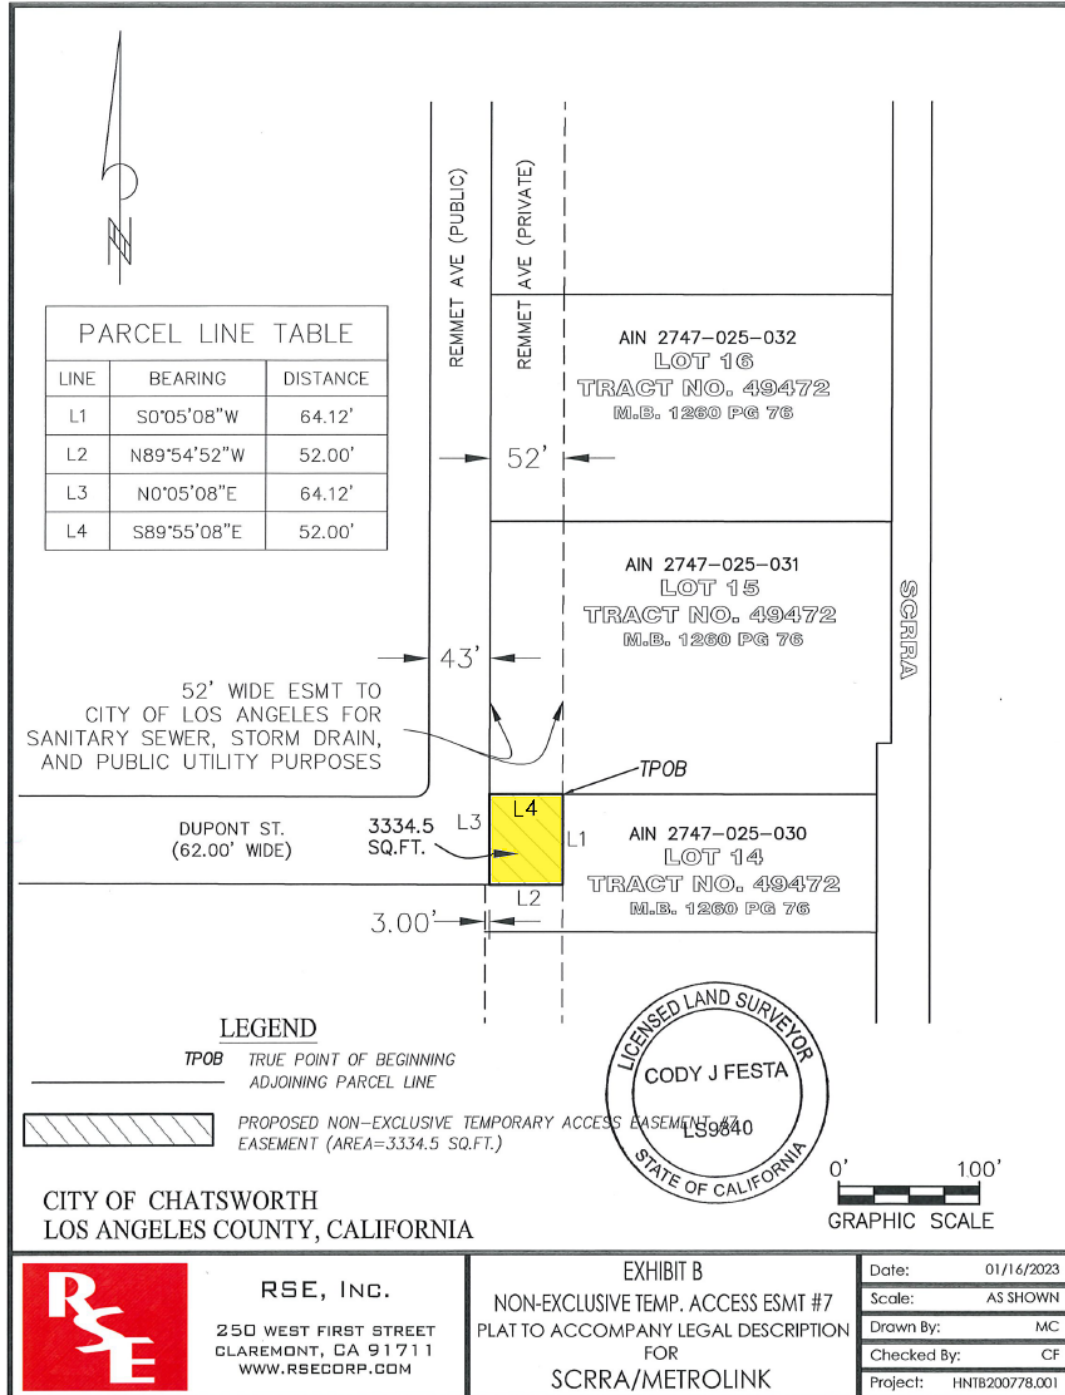 N
REMMET AVE (PUBLIC)
REMMET AVE (PRIVATE)
PARCEL LINE TABLE
LINE BEARING DISTANCE
L1 S0°05'08"W 64.12'
L2 N89°54'52"W 52.00'
L3 N0°05'08"E 64.12'
L4 S89°55'08"E 52.00'
AIN 2747-025-032
LOT 16
TRACT NO. 49472
M.B. 1260 PG 76
52'
AIN 2747-025-031
LOT 15
TRACT NO. 49472
M.B. 1260 PG 76
SCRRA
43'
52' WIDE ESMT TO
CITY OF LOS ANGELES FOR
SANITARY SEWER, STORM DRAIN,
AND PUBLIC UTILITY PURPOSES
TPOB
DUPONT ST.
(62.00' WIDE)
3334.5
SQ.FT.
L3
L4
L1
L2
AIN 2747-025-030
LOT 14
TRACT NO. 49472
M.B. 1260 PG 76
3.00'
LEGEND
TPOB TRUE POINT OF BEGINNING
ADJOINING PARCEL LINE
PROPOSED NON-EXCLUSIVE TEMPORARY ACCESS EASEMENT #7
EASEMENT (AREA=3334.5 SQ.FT.)
LICENSED LAND SURVEYOR
CODY J FESTA
LS9840
STATE OF CALIFORNIA
0' 100'
GRAPHIC SCALE
CITY OF CHATSWORTH
LOS ANGELES COUNTY, CALIFORNIA
RSE
RSE, INC.
250 WEST FIRST STREET
CLAREMONT, CA 91711
WWW.RSECORP.COM
EXHIBIT B
NON-EXCLUSIVE TEMP. ACCESS ESMT #7
PLAT TO ACCOMPANY LEGAL DESCRIPTION
FOR
SCRRA/METROLINK
Date: 01/16/2023
Scale: AS SHOWN
Drawn By: MC
Checked By: CF
Project: HNTB200778.001